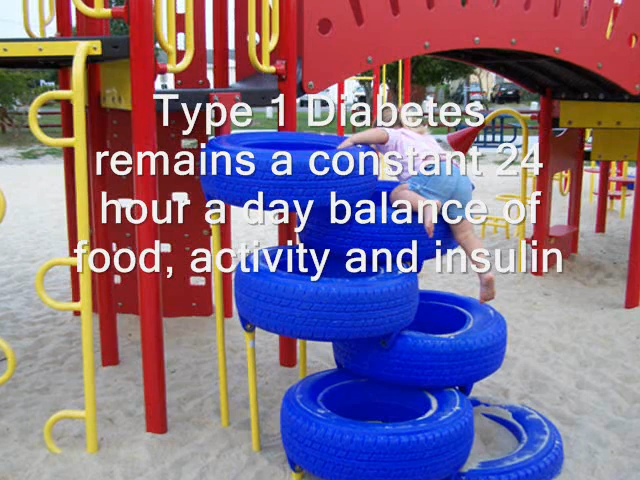 Type 1 Diabetes
remains a constant 24
hour a day balance of
food, activity and insulin